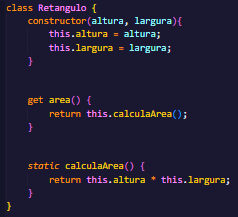 class Retangulo {
    constructor(altura, largura){
        this.altura = altura;
        this.largura = largura;
    }
    get area() {
        return this.calculaArea();
    }
    static calculaArea() {
        return this.altura * this.largura;
    }
}